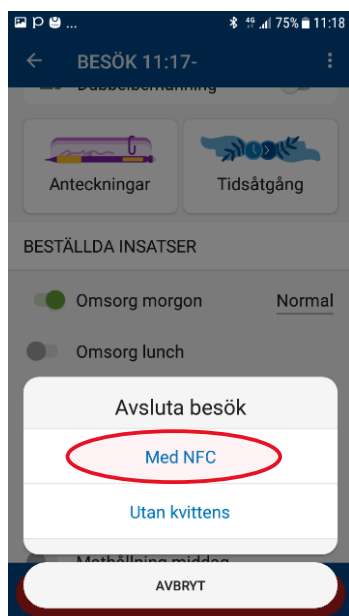 ... 4G 75% 11:18
BESÖK 11:17-
Dubbelbemanning
Anteckningar Tidsåtgång
BESTÄLLDA INSATSER
Omsorg morgon Normal
Omsorg lunch
Avsluta besök
Med NFC
Utan kvittens
Mathållning middag
AVBRYT